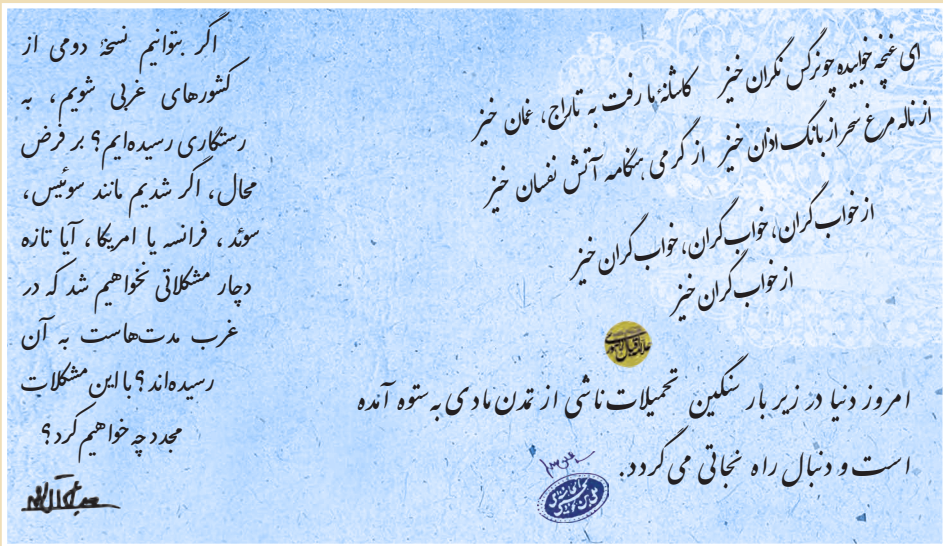 ای غنچه خوابیده چو نرگس نگران خیز کاشانهٔ ما رفت به تاراج، غمان خیز
از ناله مرغ سحر از بانگ اذان خیز از گرمی هنگامه آتش نفسان خیز
از خواب گران، خواب گران، خواب گران خیز
از خواب گران خیز
علامه اقبال لاهوری
امروز دنیا در زیر بار سنگین تحمیلات ناشی از تمدن مادی به ستوه آمده
است و دنبال راه نجاتی می گردد.
اگر بتوانیم نسخهٔ دومی از
کشورهای غربی شویم، به
رستگاری رسیده‌ایم؟ بر فرض
محال، اگر شدیم مانند سوئیس،
سوئد، فرانسه یا امریکا، آیا تازه
دچار مشکلاتی نخواهیم شد که در
غرب مدت‌هاست به آن
رسیده‌اند؟ با این مشکلات
مجدد چه خواهیم کرد؟